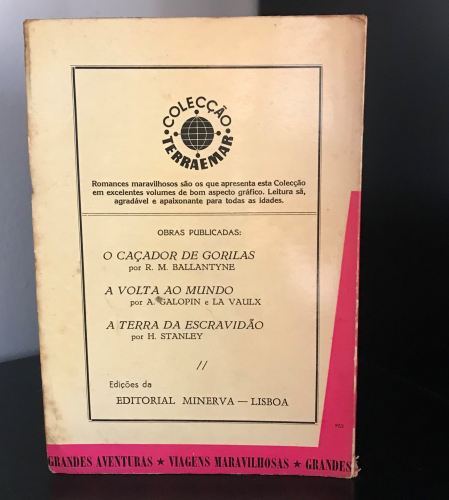 COLECÇÃO
TERRAEMAR
Romances maravilhosos são os que apresenta esta Colecção
em excelentes volumes de bom aspecto gráfico. Leitura sã,
agradável e apaixonante para todas as idades.
OBRAS PUBLICADAS:
O CAÇADOR DE GORILAS
por R. M. BALLANTYNE
A VOLTA AO MUNDO
por A. GALOPIN e LA VAULX
A TERRA DA ESCRAVIDÃO
por H. STANLEY
//
Edições da
EDITORIAL MINERVA — LISBOA
GRANDES AVENTURAS ★ VIAGENS MARAVILHOSAS ★ GRANDES